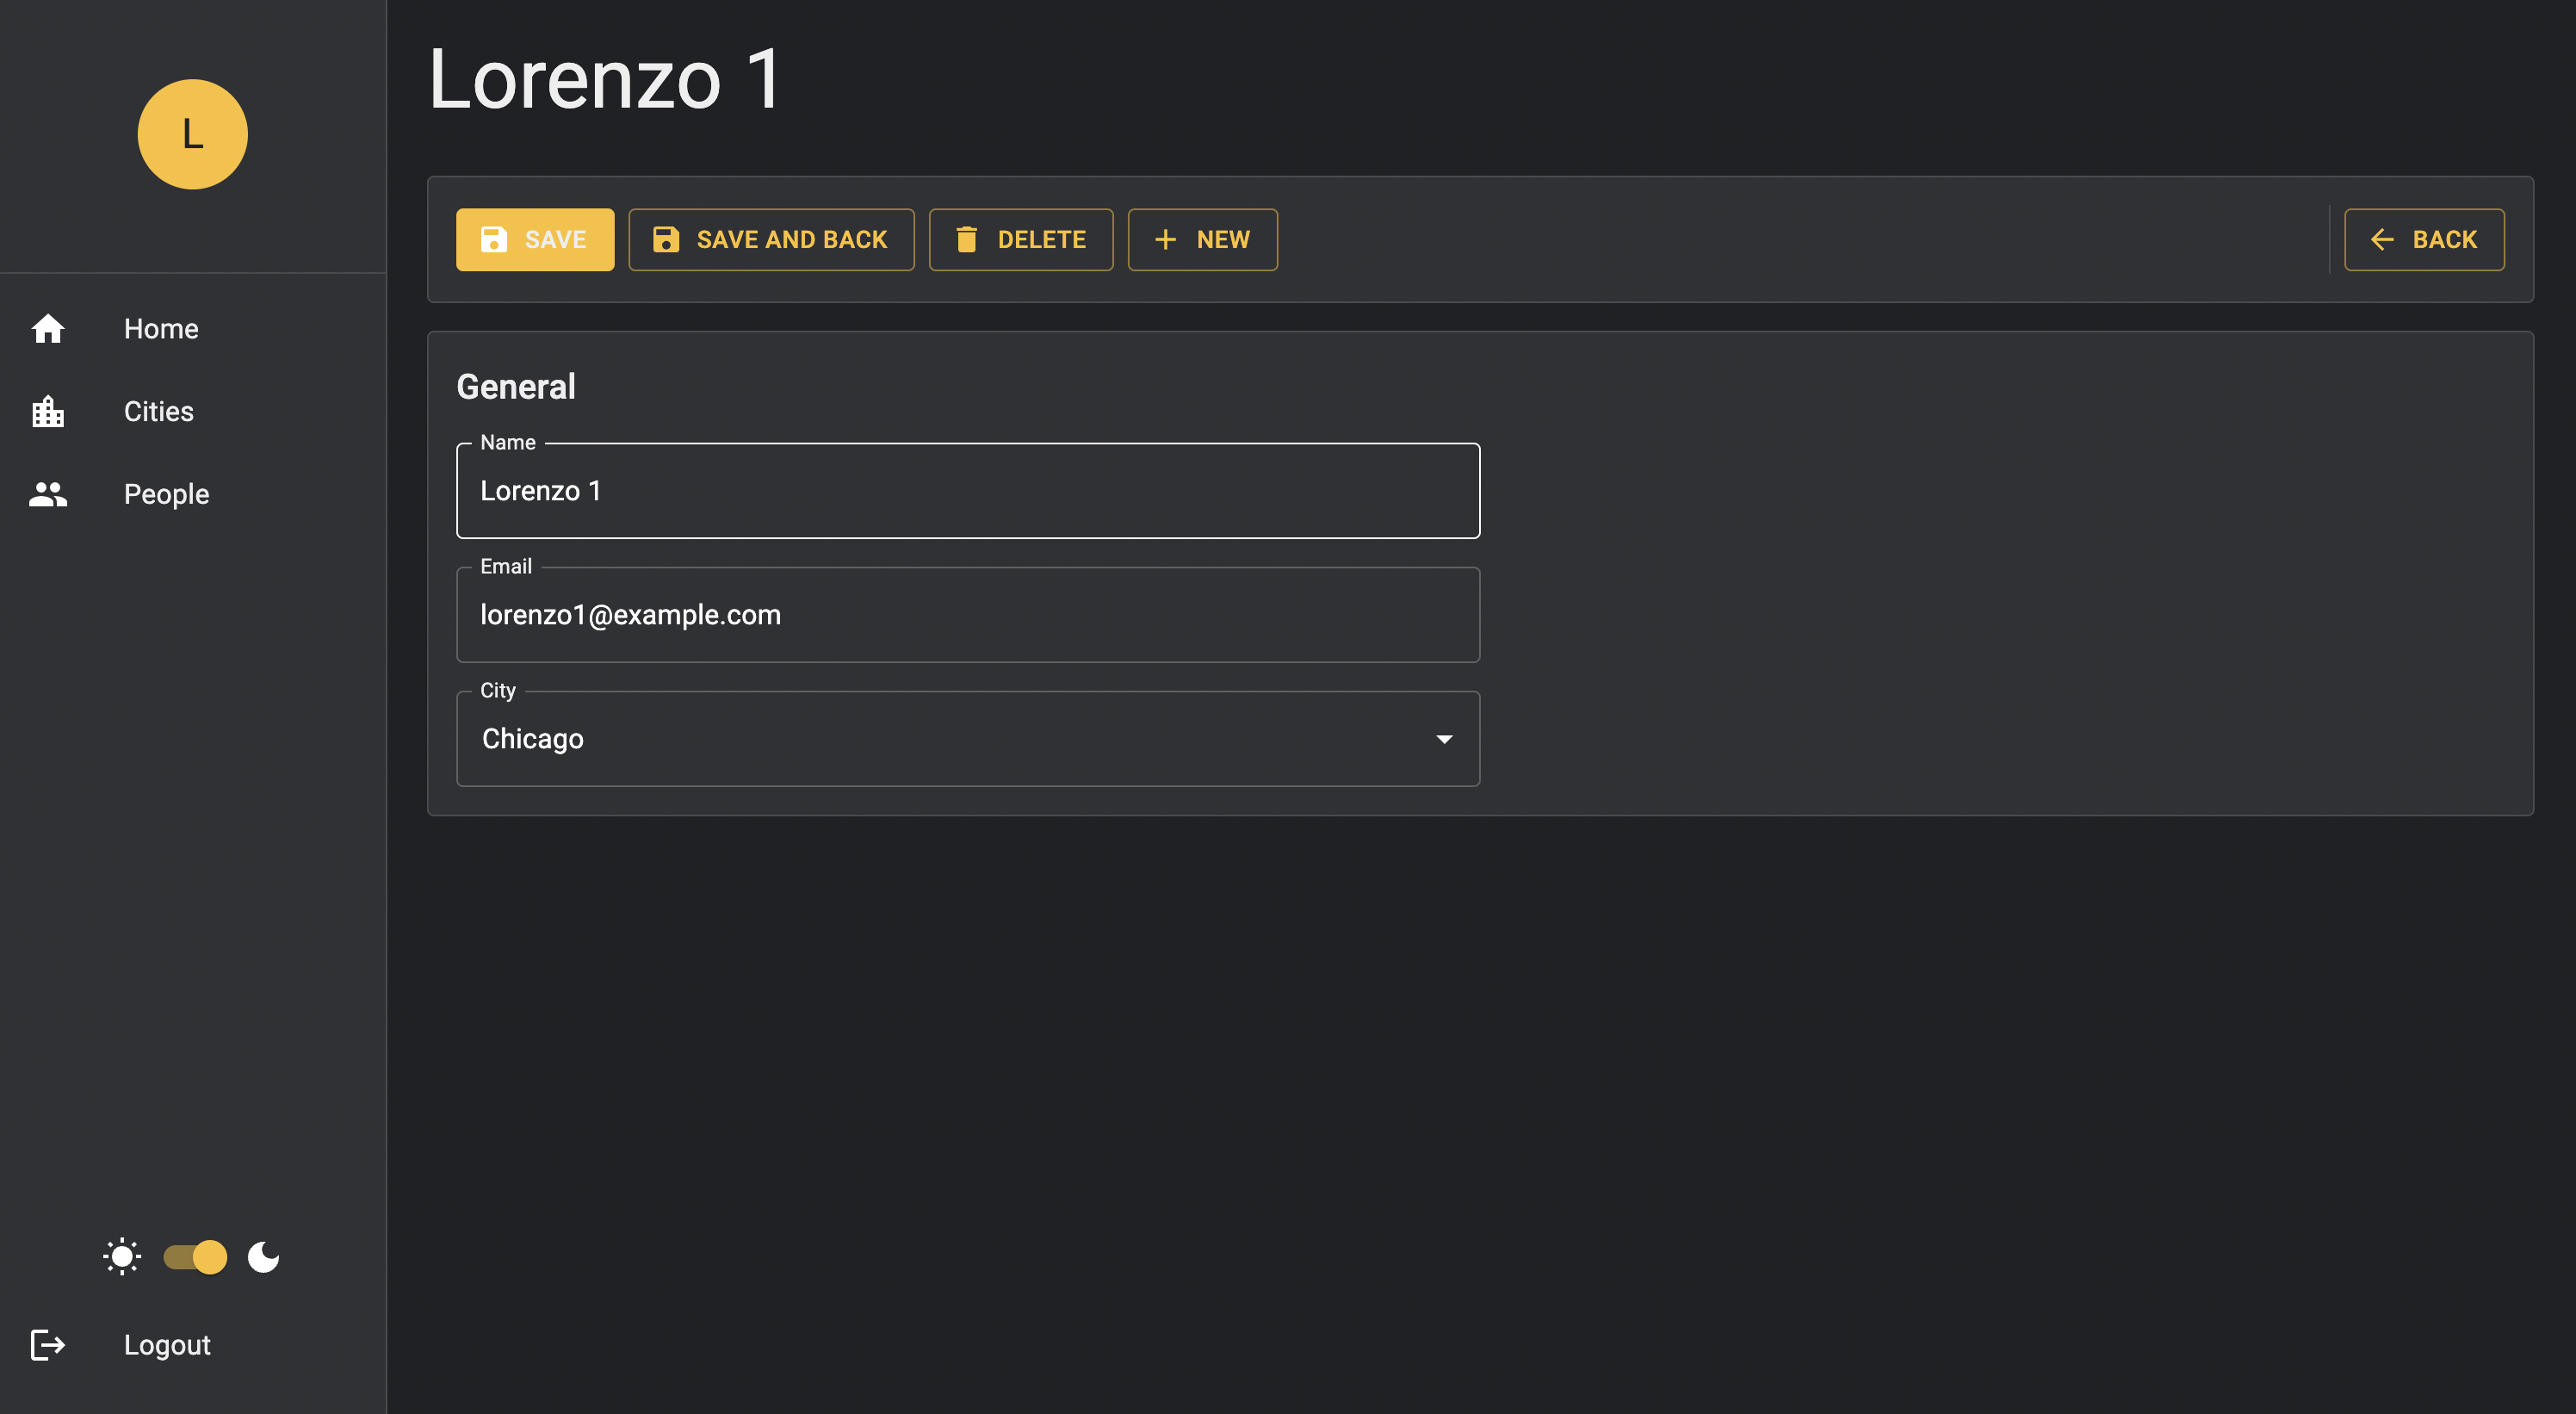 L
Home
Cities
People
Logout
Lorenzo 1
SAVE
SAVE AND BACK
DELETE
NEW
BACK
General
Name
Lorenzo 1
Email
lorenzo1@example.com
City
Chicago